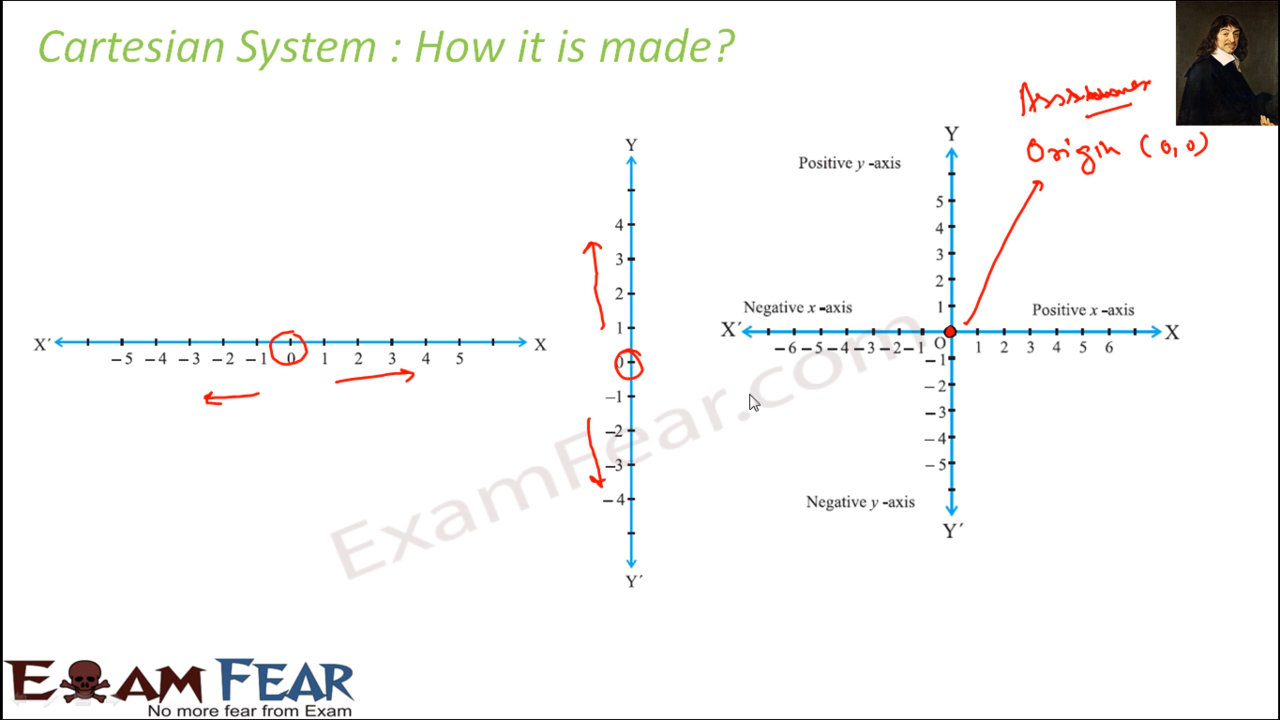 Cartesian System : How it is made?
Origin (0,0)
Y
4
3
2
1
0
−1
−2
−3
−4
Y′
X′
−5 −4 −3 −2 −1 0 1 2 3 4 5
X
Y
Positive y -axis
5
4
3
2
1
Negative x -axis
Positive x -axis
X′
X
−6 −5 −4 −3 −2 −1 O 1 2 3 4 5 6
−1
−2
−3
−4
−5
Negative y -axis
Y′
ExamFear.com
EXAM FEAR
No more fear from Exam